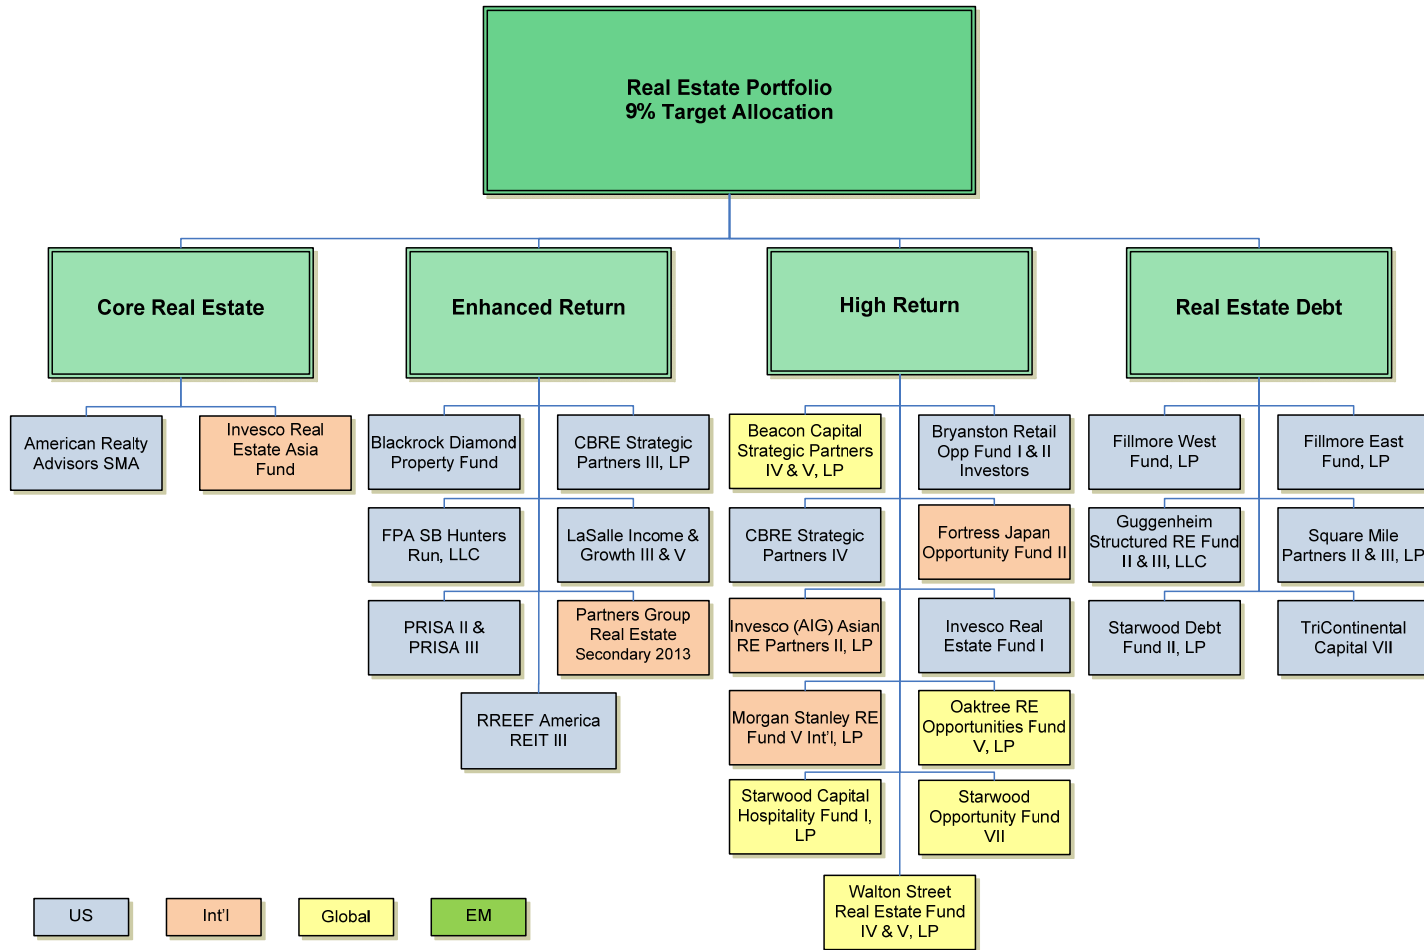 Real Estate Portfolio
9% Target Allocation
Core Real Estate
Enhanced Return
High Return
Real Estate Debt
American Realty
Advisors SMA
Invesco Real
Estate Asia
Fund
Blackrock Diamond
Property Fund
CBRE Strategic
Partners III, LP
Beacon Capital
Strategic Partners
IV & V, LP
Bryanston Retail
Opp Fund I & II
Investors
Fillmore West
Fund, LP
Fillmore East
Fund, LP
FPA SB Hunters
Run, LLC
LaSalle Income &
Growth III & V
CBRE Strategic
Partners IV
Fortress Japan
Opportunity Fund II
Guggenheim
Structured RE Fund
II & III, LLC
Square Mile
Partners II & III, LP
PRISA II &
PRISA III
Partners Group
Real Estate
Secondary 2013
Invesco (AIG) Asian
RE Partners II, LP
Invesco Real
Estate Fund I
Starwood Debt
Fund II, LP
TriContinental
Capital VII
RREEF America
REIT III
Morgan Stanley RE
Fund V Int'l, LP
Oaktree RE
Opportunities Fund
V, LP
Starwood Capital
Hospitality Fund I,
LP
Starwood
Opportunity Fund
VII
Walton Street
Real Estate Fund
IV & V, LP
US
Int'l
Global
EM